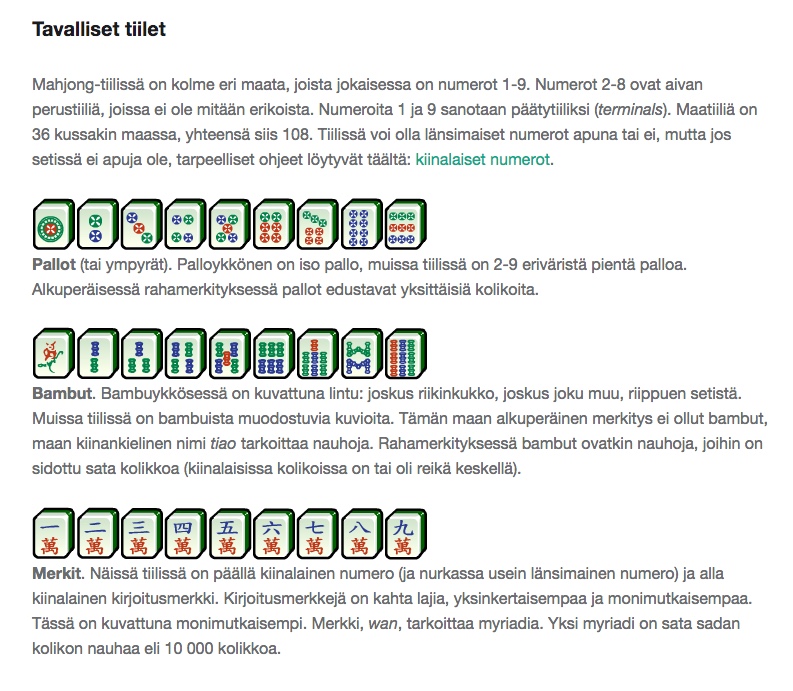 Tavalliset tiilet
Mahjong-tiilissä on kolme eri maata, joista jokaisessa on numerot 1-9. Numerot 2-8 ovat aivan
perustiiliä, joissa ei ole mitään erikoista. Numeroita 1 ja 9 sanotaan päätytiiliksi (terminals). Maatiiliä on
36 kussakin maassa, yhteensä siis 108. Tiilissä voi olla länsimaiset numerot apuna tai ei, mutta jos
setissä ei apuja ole, tarpeelliset ohjeet löytyvät täältä: kiinalaiset numerot.
Pallot (tai ympyrät). Palloykkönen on iso pallo, muissa tiilissä on 2-9 eriväristä pientä palloa.
Alkuperäisessä rahamerkityksessä pallot edustavat yksittäisiä kolikoita.
Bambut. Bambuykkösessä on kuvattuna lintu: joskus riikinkukko, joskus joku muu, riippuen setistä.
Muissa tiilissä on bambuista muodostuvia kuvioita. Tämän maan alkuperäinen merkitys ei ollut bambut,
maan kiinankielinen nimi tiao tarkoittaa nauhoja. Rahamerkityksessä bambut ovatkin nauhoja, joihin on
sidottu sata kolikkoa (kiinalaisissa kolikoissa on tai oli reikä keskellä).
一 二 三 四 五 六 七 八 九
萬 萬 萬 萬 萬 萬 萬 萬 萬
Merkit. Näissä tiilissä on päällä kiinalainen numero (ja nurkassa usein länsimainen numero) ja alla
kiinalainen kirjoitusmerkki. Kirjoitusmerkkejä on kahta lajia, yksinkertaisempaa ja monimutkaisempaa.
Tässä on kuvattuna monimutkaisempi. Merkki, wan, tarkoittaa myriadia. Yksi myriadi on sata sadan
kolikon nauhaa eli 10 000 kolikkoa.